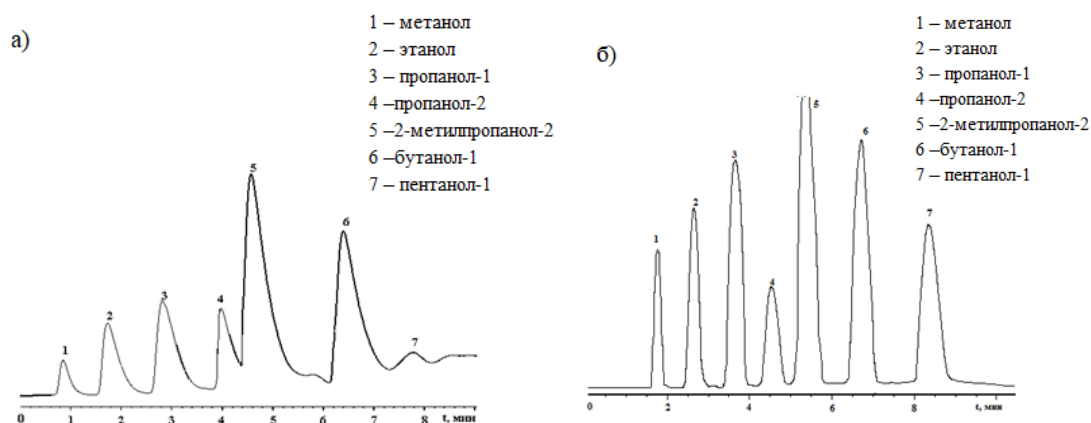 а)
1 – метанол
2 – этанол
3 – пропанол-1
4 –пропанол-2
5 –2-метилпропанол-2
6 –бутанол-1
7 – пентанол-1
1
2
3
4
5
6
7
0 1 2 3 4 5 6 7 8 t, мин
б)
1 – метанол
2 – этанол
3 – пропанол-1
4 –пропанол-2
5 –2-метилпропанол-2
6 –бутанол-1
7 – пентанол-1
1
2
3
4
5
6
7
0 2 4 6 8 t, мин